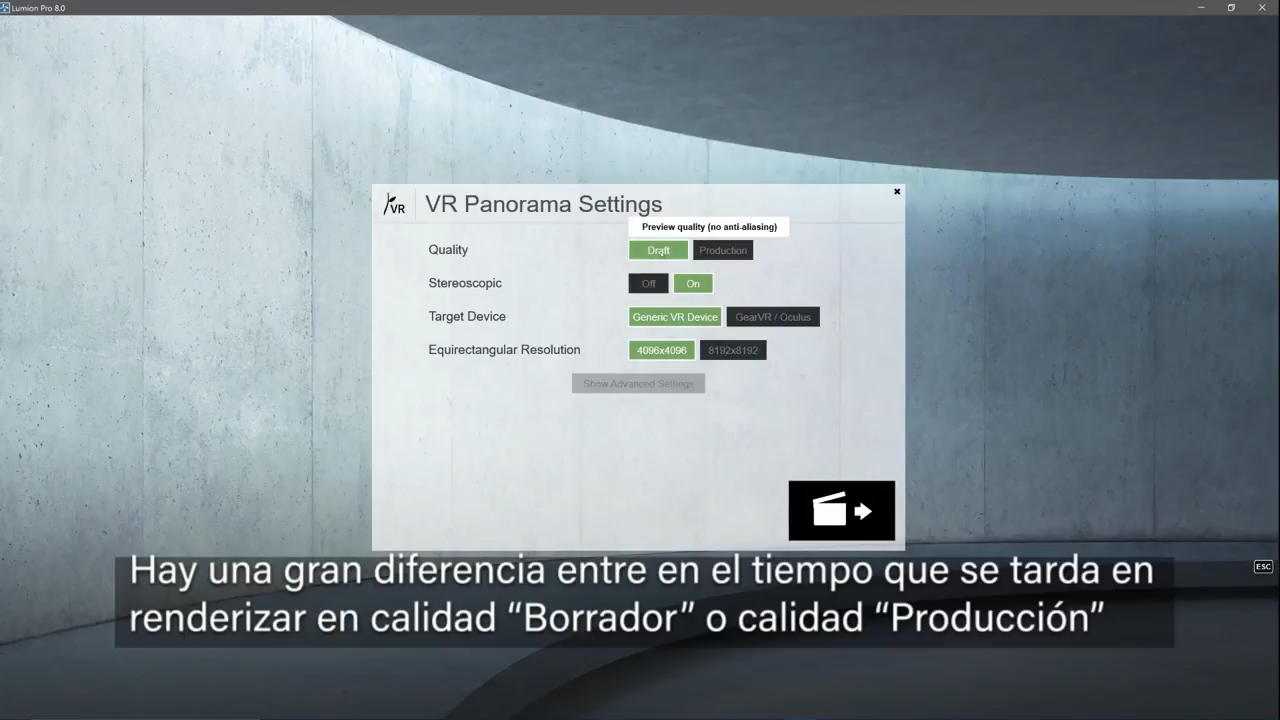 Lumion Pro 8.0
VR
VR Panorama Settings
Preview quality (no anti-aliasing)
Quality
Draft
Production
Stereoscopic
Off
On
Target Device
Generic VR Device
GearVR / Oculus
Equirectangular Resolution
4096x4096
8192x8192
Show Advanced Settings
ESC
Hay una gran diferencia entre en el tiempo que se tarda en
renderizar en calidad “Borrador” o calidad “Producción”